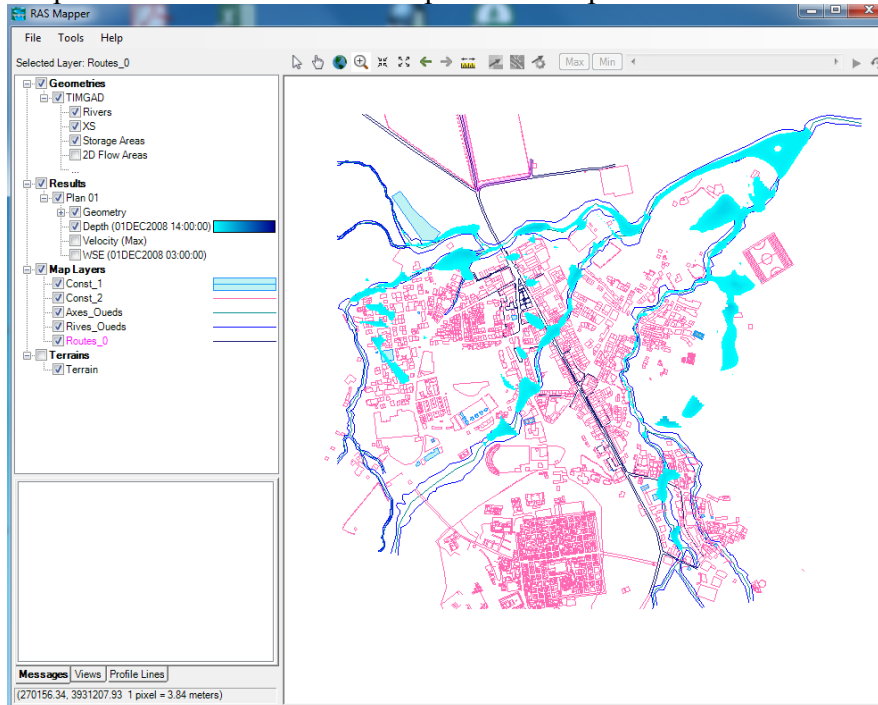 RAS Mapper
File Tools Help
Selected Layer: Routes_0
Max Min
Geometries
TIMGAD
Rivers
XS
Storage Areas
2D Flow Areas
...
Results
Plan 01
Geometry
Depth (01DEC2008 14:00:00)
Velocity (Max)
WSE (01DEC2008 03:00:00)
Map Layers
Const_1
Const_2
Axes_Oueds
Rives_Oueds
Routes_0
Terrains
Terrain
Messages Views Profile Lines
(270156.34, 3931207.93 1 pixel = 3.84 meters)